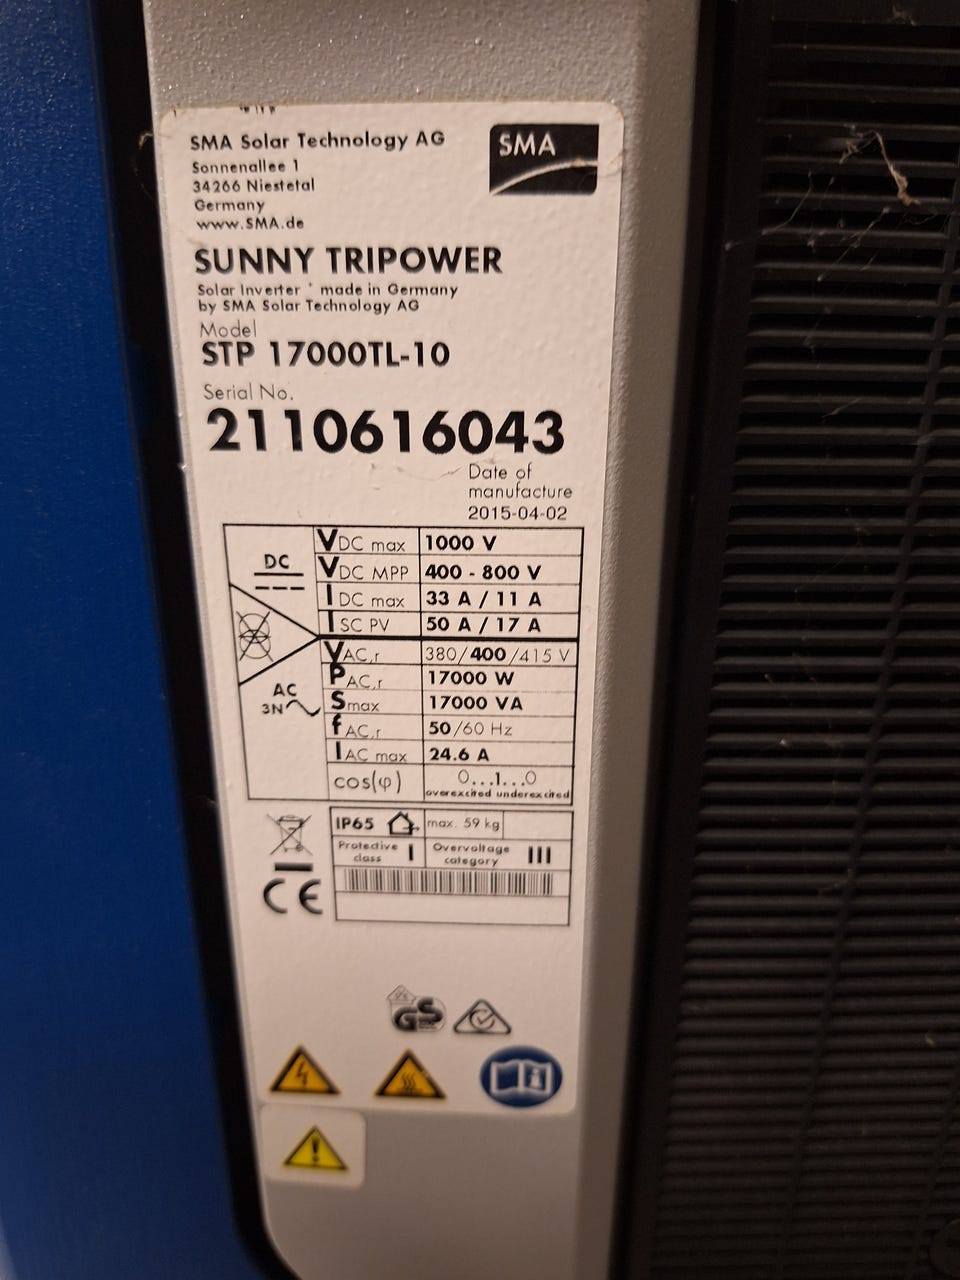 SMA Solar Technology AG
SMA
Sonnenallee 1
34266 Niestetal
Germany
www.SMA.de
SUNNY TRIPOWER
Solar Inverter * made in Germany
by SMA Solar Technology AG
Model
STP 17000TL-10
Serial No.
2110616043
Date of
manufacture
2015-04-02
DC
VDC max 1000 V
VDC MPP 400 - 800 V
IDC max 33 A / 11 A
ISC PV 50 A / 17 A
AC
3N
VAC,r 380/400/415 V
PAC,r 17000 W
Smax 17000 VA
fAC,r 50/60 Hz
IAC max 24.6 A
cos(φ) 0...1...0
overexcited underexcited
IP65 max. 59 kg
Protective class I Overvoltage category III
CE
GS